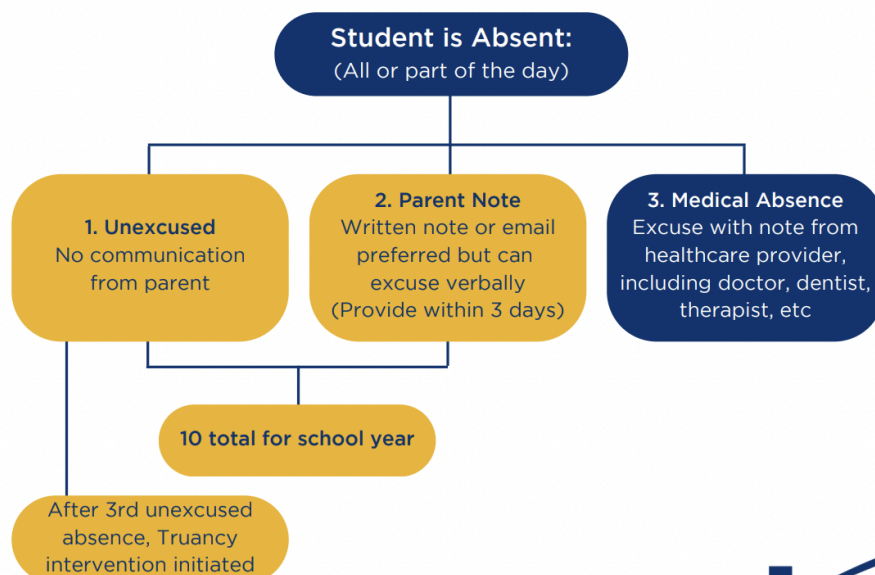 Student is Absent:
(All or part of the day)
1. Unexcused
No communication
from parent
2. Parent Note
Written note or email
preferred but can
excuse verbally
(Provide within 3 days)
3. Medical Absence
Excuse with note from
healthcare provider,
including doctor, dentist,
therapist, etc
10 total for school year
After 3rd unexcused
absence, Truancy
intervention initiated